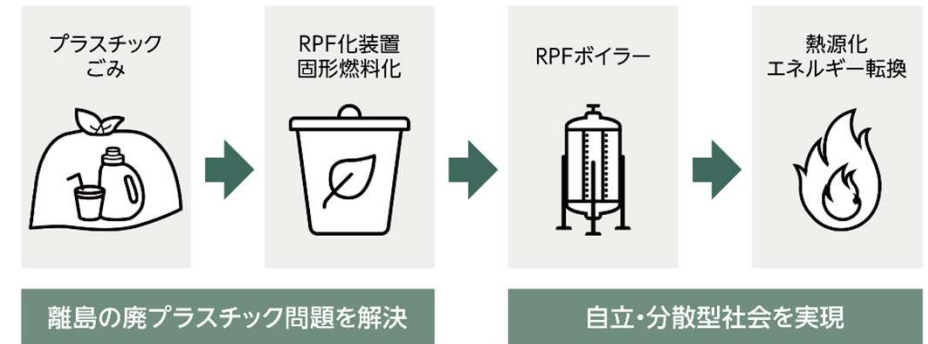 プラスチック
ごみ
RPF化装置
固形燃料化
RPFボイラー
熱源化
エネルギー転換
離島の廃プラスチック問題を解決
自立・分散型社会を実現